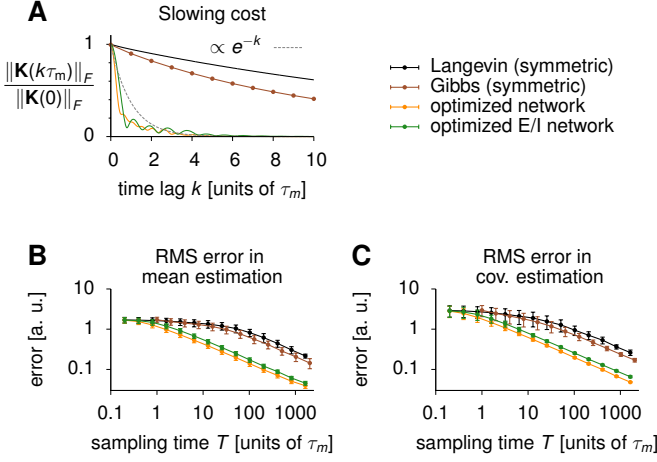 A
Slowing cost
‖K(kτₘ)‖F
‖K(0)‖F
∝ e⁻ᵏ
1
0
0 2 4 6 8 10
time lag k [units of τₘ]
Langevin (symmetric)
Gibbs (symmetric)
optimized network
optimized E/I network
B
RMS error in
mean estimation
error [a. u.]
10
1
0.1
0.1 1 10 100 1000
sampling time T [units of τₘ]
C
RMS error in
cov. estimation
error [a. u.]
10
1
0.1
0.1 1 10 100 1000
sampling time T [units of τₘ]